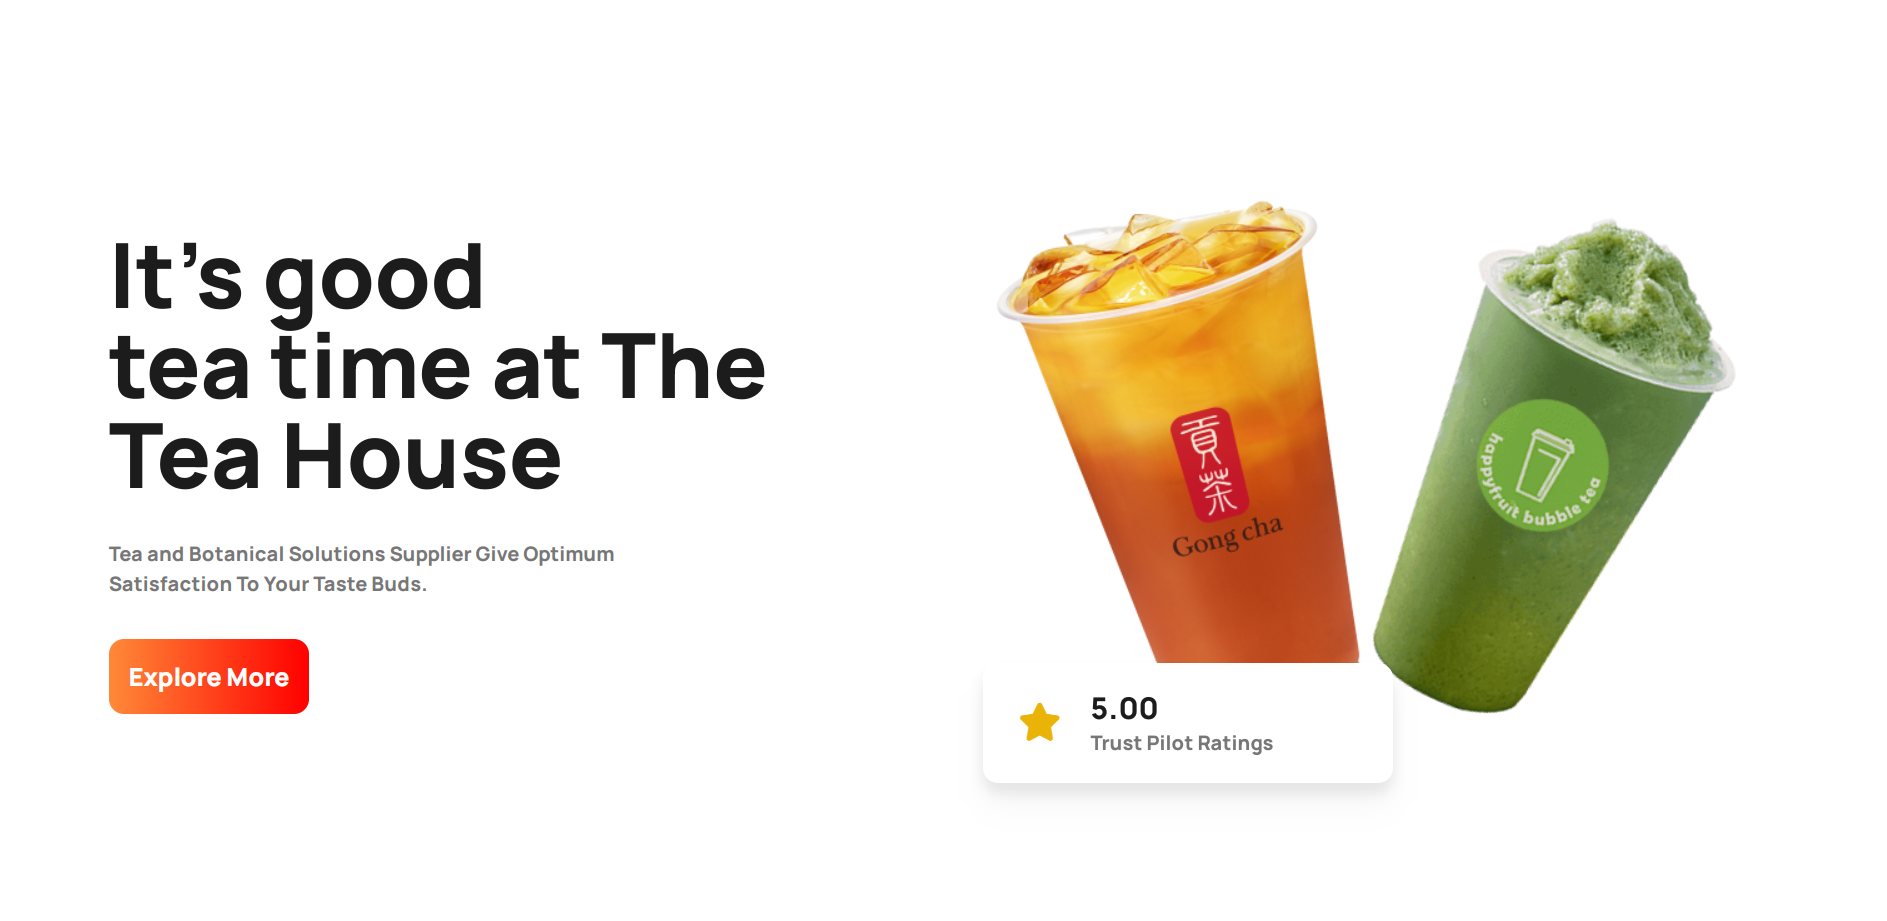 It’s good
tea time at The
Tea House
Tea and Botanical Solutions Supplier Give Optimum
Satisfaction To Your Taste Buds.
Explore More
貢茶
Gong cha
happyfruit bubble tea
5.00
Trust Pilot Ratings